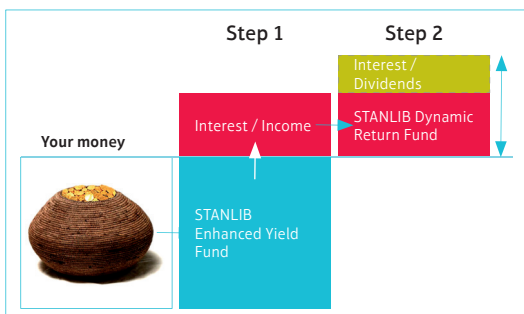 Step 1
Step 2
Your money
Interest / Income
STANLIB
Enhanced Yield
Fund
Interest /
Dividends
STANLIB Dynamic
Return Fund